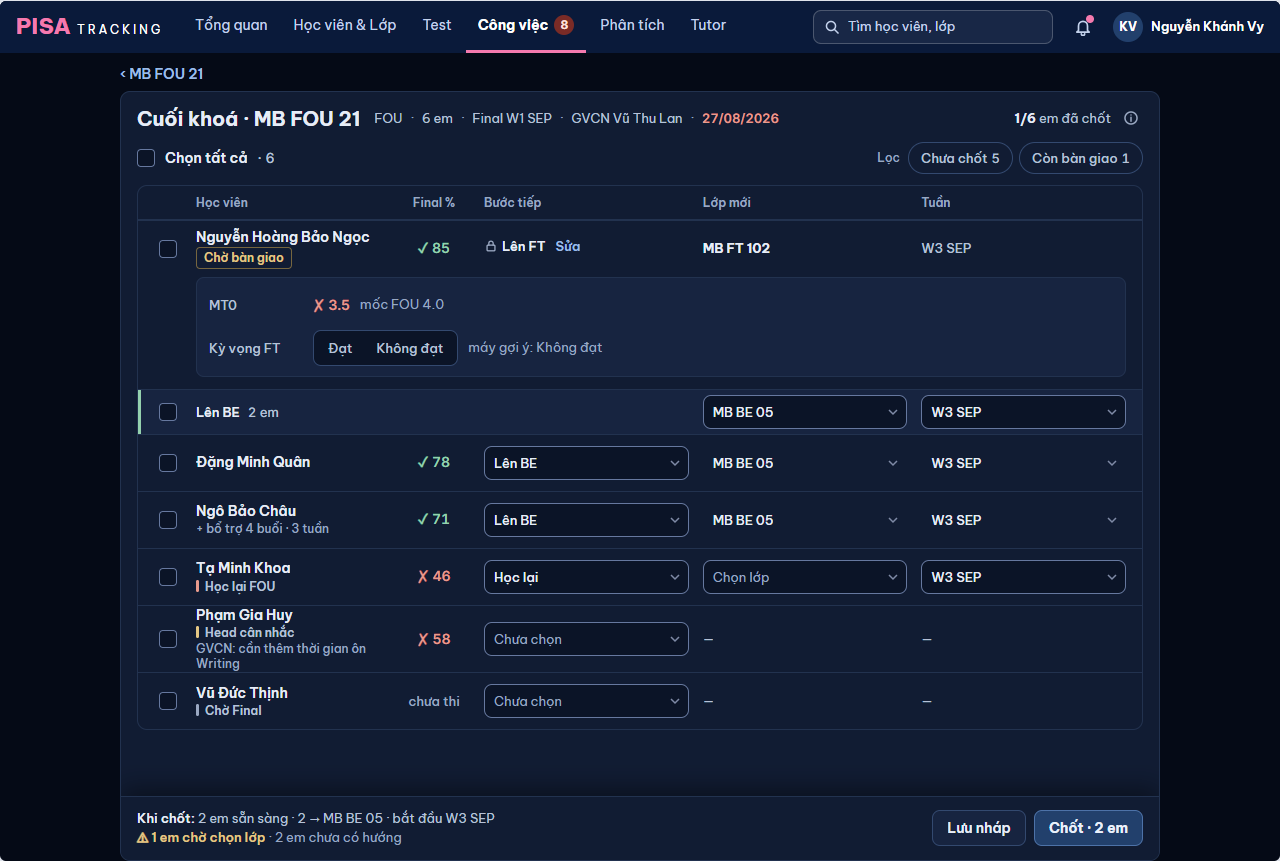 PISA TRACKING Tổng quan Học viên & Lớp Test Công việc 8 Phân tích Tutor Tìm học viên, lớp KV Nguyễn Khánh Vy
‹ MB FOU 21
Cuối khoá · MB FOU 21 FOU · 6 em · Final W1 SEP · GVCN Vũ Thu Lan · 27/08/2026 1/6 em đã chốt
Chọn tất cả · 6 Lọc Chưa chốt 5 Còn bàn giao 1
Học viên Final % Bước tiếp Lớp mới Tuần
Nguyễn Hoàng Bảo Ngọc ✓ 85 Lên FT Sửa MB FT 102 W3 SEP
Chờ bàn giao
MT0 ✗ 3.5 mốc FOU 4.0
Kỳ vọng FT Đạt Không đạt máy gợi ý: Không đạt
Lên BE 2 em MB BE 05 W3 SEP
Đặng Minh Quân ✓ 78 Lên BE MB BE 05 W3 SEP
Ngô Bảo Châu ✓ 71 Lên BE MB BE 05 W3 SEP
+ bổ trợ 4 buổi · 3 tuần
Tạ Minh Khoa ✗ 46 Học lại Chọn lớp W3 SEP
Học lại FOU
Phạm Gia Huy ✗ 58 Chưa chọn — —
Head cân nhắc
GVCN: cần thêm thời gian ôn
Writing
Vũ Đức Thịnh chưa thi Chưa chọn — —
Chờ Final
Khi chốt: 2 em sẵn sàng · 2 → MB BE 05 · bắt đầu W3 SEP
⚠ 1 em chờ chọn lớp · 2 em chưa có hướng
Lưu nháp Chốt · 2 em